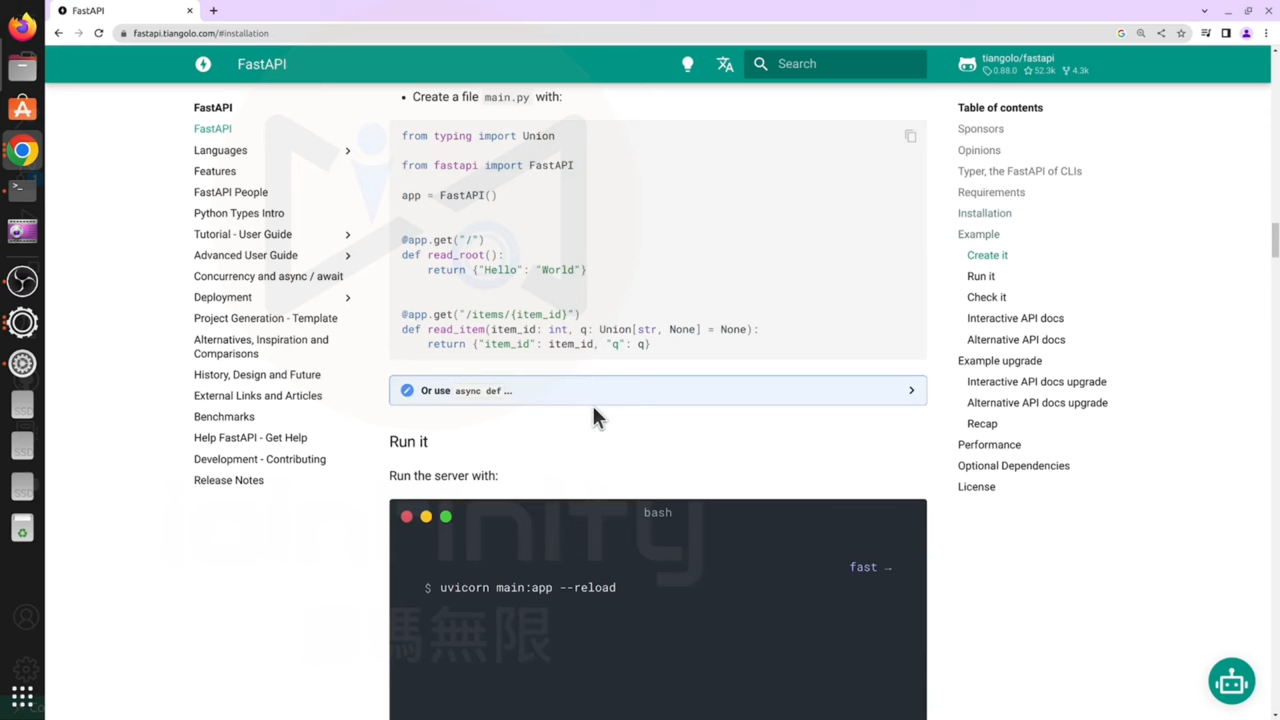 FastAPI
fastapi.tiangolo.com/#installation
FastAPI
Search
tiangolo/fastapi
0.88.0 52.3k 4.3k
FastAPI
FastAPI
Languages
Features
FastAPI People
Python Types Intro
Tutorial - User Guide
Advanced User Guide
Concurrency and async / await
Deployment
Project Generation - Template
Alternatives, Inspiration and
Comparisons
History, Design and Future
External Links and Articles
Benchmarks
Help FastAPI - Get Help
Development - Contributing
Release Notes
• Create a file main.py with:
from typing import Union
from fastapi import FastAPI
app = FastAPI()
@app.get("/")
def read_root():
    return {"Hello": "World"}
@app.get("/items/{item_id}")
def read_item(item_id: int, q: Union[str, None] = None):
    return {"item_id": item_id, "q": q}
Or use async def...
Run it
Run the server with:
bash
fast →
$ uvicorn main:app --reload
Table of contents
Sponsors
Opinions
Typer, the FastAPI of CLIs
Requirements
Installation
Example
Create it
Run it
Check it
Interactive API docs
Alternative API docs
Example upgrade
Interactive API docs upgrade
Alternative API docs upgrade
Recap
Performance
Optional Dependencies
License
SSD
SSD
SSD
無限